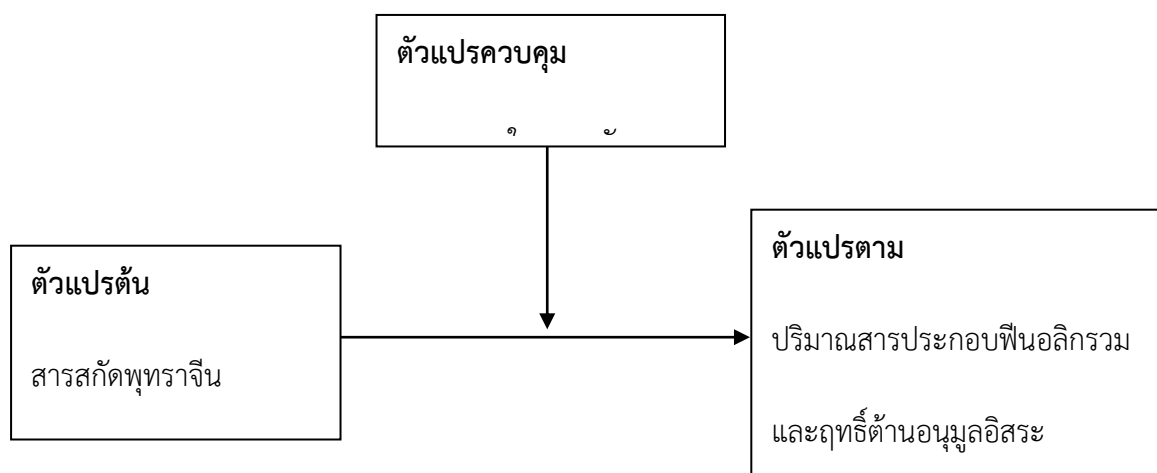 ตัวแปรควบคุม
ตัวแปรต้น
สารสกัดพุทราจีน
ตัวแปรตาม
ปริมาณสารประกอบฟีนอลิกรวม
และฤทธิ์ต้านอนุมูลอิสระ